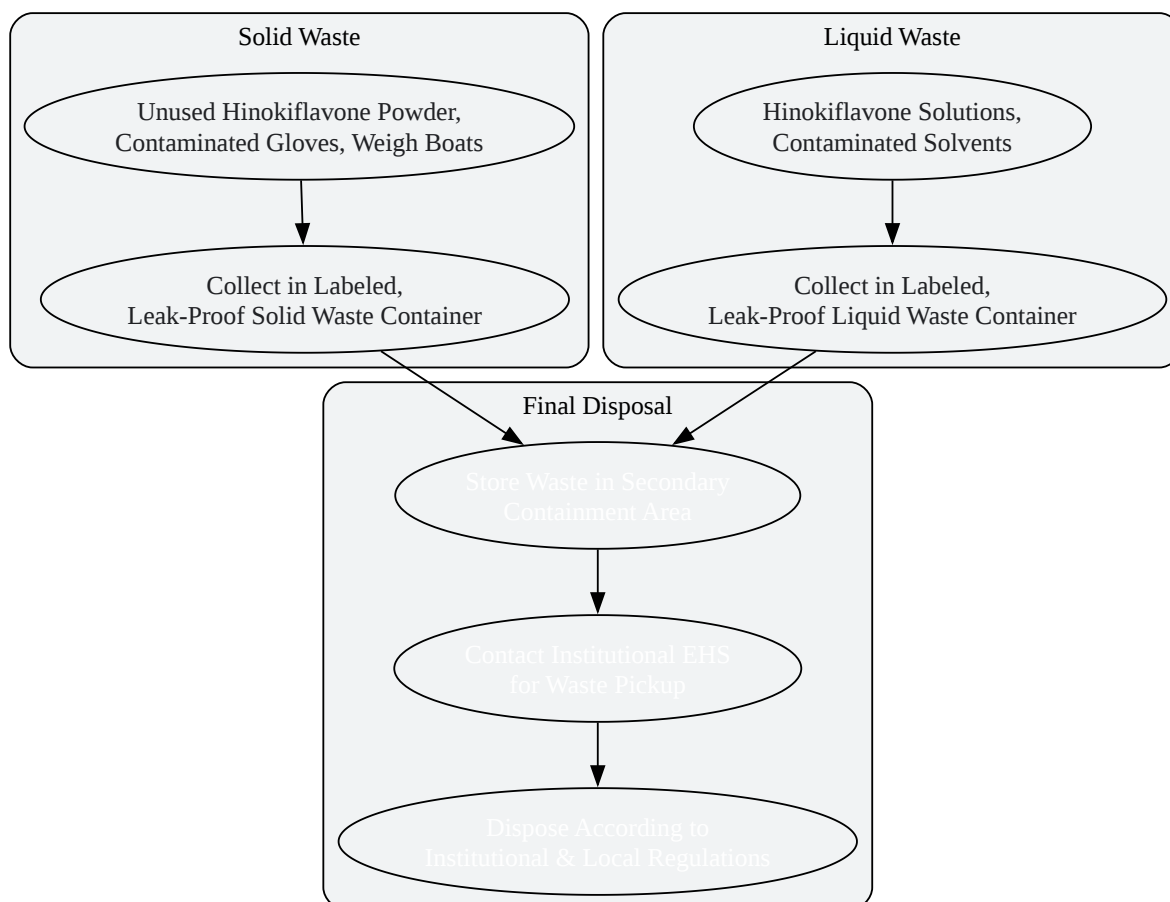 Solid Waste
Unused Hinokiflavone Powder,
Contaminated Gloves, Weigh Boats
Collect in Labeled,
Leak-Proof Solid Waste Container
Liquid Waste
Hinokiflavone Solutions,
Contaminated Solvents
Collect in Labeled,
Leak-Proof Liquid Waste Container
Final Disposal
Store Waste in Secondary
Containment Area
Contact Institutional EHS
for Waste Pickup
Dispose According to
Institutional & Local Regulations